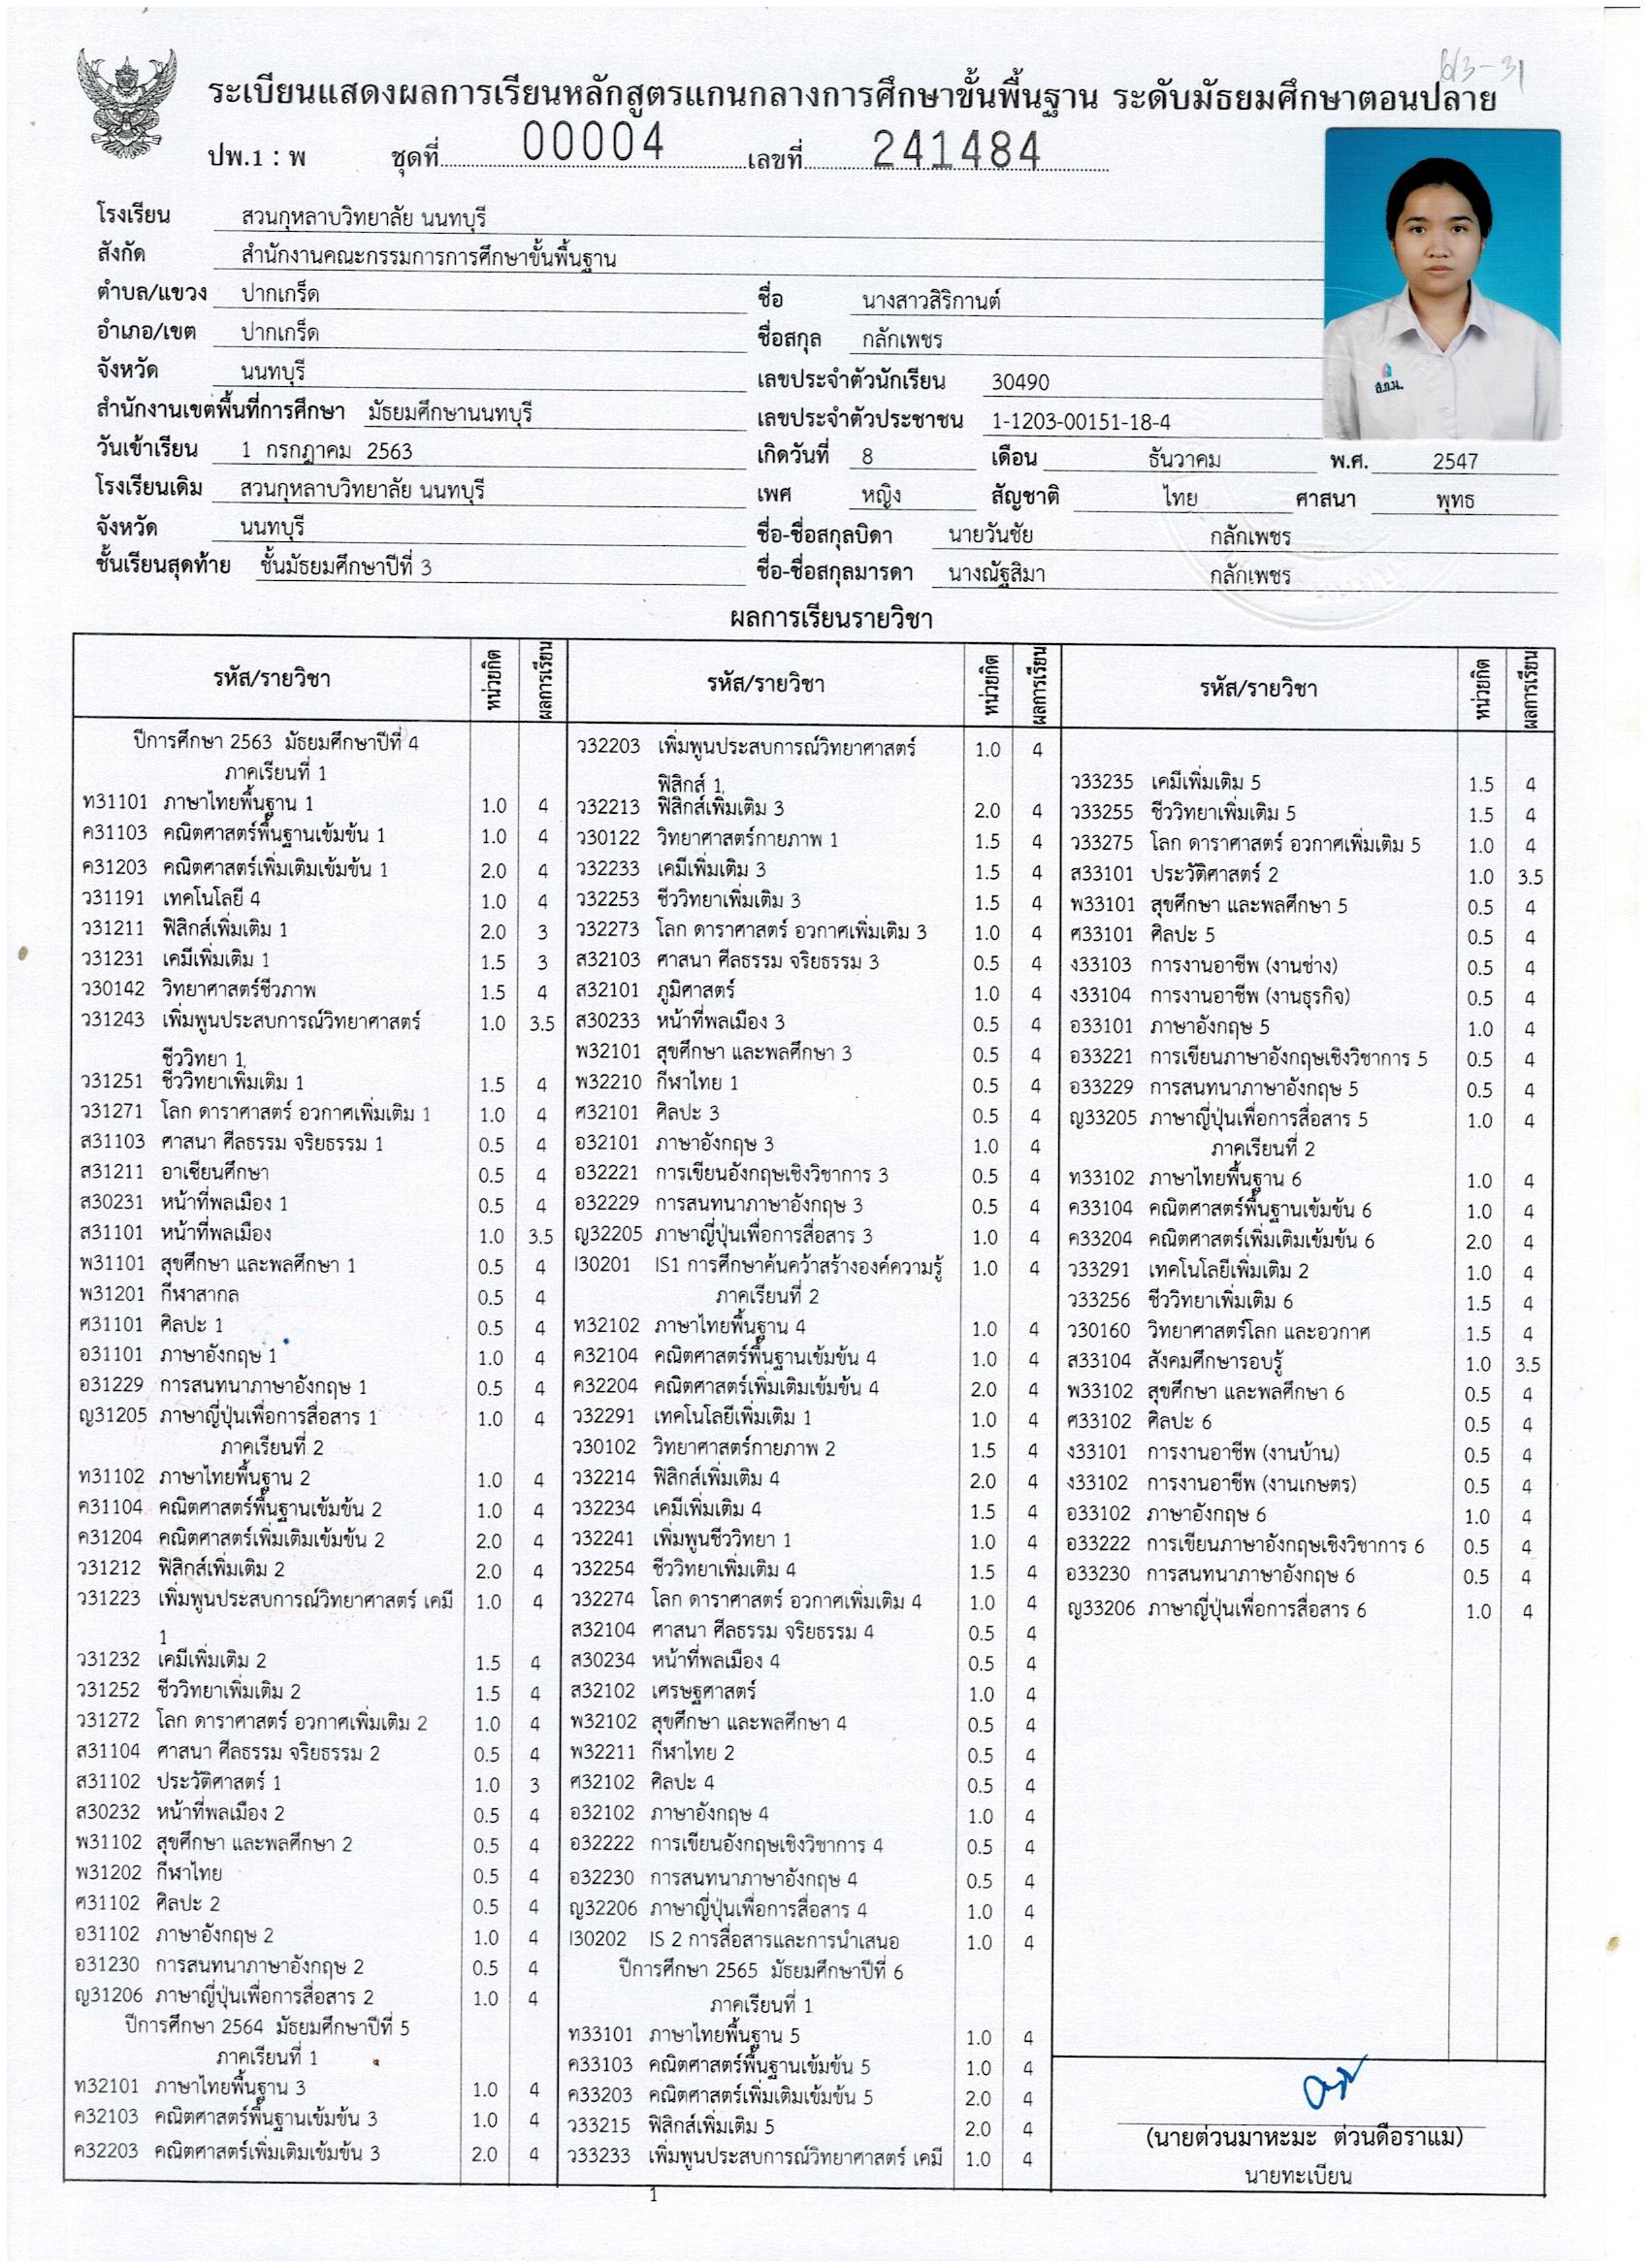 6/3-31
ระเบียนแสดงผลการเรียนหลักสูตรแกนกลางการศึกษาขั้นพื้นฐาน ระดับมัธยมศึกษาตอนปลาย
ปพ.1 : พ ชุดที่ 00004 เลขที่ 241484
โรงเรียน สวนกุหลาบวิทยาลัย นนทบุรี
สังกัด สำนักงานคณะกรรมการการศึกษาขั้นพื้นฐาน
ตำบล/แขวง ปากเกร็ด
อำเภอ/เขต ปากเกร็ด
จังหวัด นนทบุรี
สำนักงานเขตพื้นที่การศึกษา มัธยมศึกษานนทบุรี
วันเข้าเรียน 1 กรกฎาคม 2563
โรงเรียนเดิม สวนกุหลาบวิทยาลัย นนทบุรี
จังหวัด นนทบุรี
ชั้นเรียนสุดท้าย ชั้นมัธยมศึกษาปีที่ 3
ชื่อ นางสาวสิริกานต์
ชื่อสกุล กลักเพชร
เลขประจำตัวนักเรียน 30490
เลขประจำตัวประชาชน 1-1203-00151-18-4
เกิดวันที่ 8 เดือน ธันวาคม พ.ศ. 2547
เพศ หญิง สัญชาติ ไทย ศาสนา พุทธ
ชื่อ-ชื่อสกุลบิดา นายวันชัย กลักเพชร
ชื่อ-ชื่อสกุลมารดา นางณัฐสิมา กลักเพชร
ส.ก.น.
ผลการเรียนรายวิชา
รหัส/รายวิชา หน่วยกิต ผลการเรียน
ปีการศึกษา 2563 มัธยมศึกษาปีที่ 4
ภาคเรียนที่ 1
ท31101 ภาษาไทยพื้นฐาน 1 1.0 4
ค31103 คณิตศาสตร์พื้นฐานเข้มข้น 1 1.0 4
ค31203 คณิตศาสตร์เพิ่มเติมเข้มข้น 1 2.0 4
ว31191 เทคโนโลยี 4 1.0 4
ว31211 ฟิสิกส์เพิ่มเติม 1 2.0 3
ว31231 เคมีเพิ่มเติม 1 1.5 3
ว30142 วิทยาศาสตร์ชีวภาพ 1.5 4
ว31243 เพิ่มพูนประสบการณ์วิทยาศาสตร์ 1.0 3.5
ชีววิทยา 1
ว31251 ชีววิทยาเพิ่มเติม 1 1.5 4
ว31271 โลก ดาราศาสตร์ อวกาศเพิ่มเติม 1 1.0 4
ส31103 ศาสนา ศีลธรรม จริยธรรม 1 0.5 4
ส31211 อาเซียนศึกษา 0.5 4
ส30231 หน้าที่พลเมือง 1 0.5 4
ส31101 หน้าที่พลเมือง 1.0 3.5
พ31101 สุขศึกษา และพลศึกษา 1 0.5 4
พ31201 กีฬาสากล 0.5 4
ศ31101 ศิลปะ 1 0.5 4
อ31101 ภาษาอังกฤษ 1 1.0 4
อ31229 การสนทนาภาษาอังกฤษ 1 0.5 4
ญ31205 ภาษาญี่ปุ่นเพื่อการสื่อสาร 1 1.0 4
ภาคเรียนที่ 2
ท31102 ภาษาไทยพื้นฐาน 2 1.0 4
ค31104 คณิตศาสตร์พื้นฐานเข้มข้น 2 1.0 4
ค31204 คณิตศาสตร์เพิ่มเติมเข้มข้น 2 2.0 4
ว31212 ฟิสิกส์เพิ่มเติม 2 2.0 4
ว31223 เพิ่มพูนประสบการณ์วิทยาศาสตร์ เคมี 1.0 4
1
ว31232 เคมีเพิ่มเติม 2 1.5 4
ว31252 ชีววิทยาเพิ่มเติม 2 1.5 4
ว31272 โลก ดาราศาสตร์ อวกาศเพิ่มเติม 2 1.0 4
ส31104 ศาสนา ศีลธรรม จริยธรรม 2 0.5 4
ส31102 ประวัติศาสตร์ 1 1.0 3
ส30232 หน้าที่พลเมือง 2 0.5 4
พ31102 สุขศึกษา และพลศึกษา 2 0.5 4
พ31202 กีฬาไทย 0.5 4
ศ31102 ศิลปะ 2 0.5 4
อ31102 ภาษาอังกฤษ 2 1.0 4
อ31230 การสนทนาภาษาอังกฤษ 2 0.5 4
ญ31206 ภาษาญี่ปุ่นเพื่อการสื่อสาร 2 1.0 4
ปีการศึกษา 2564 มัธยมศึกษาปีที่ 5
ภาคเรียนที่ 1
ท32101 ภาษาไทยพื้นฐาน 3 1.0 4
ค32103 คณิตศาสตร์พื้นฐานเข้มข้น 3 1.0 4
ค32203 คณิตศาสตร์เพิ่มเติมเข้มข้น 3 2.0 4
รหัส/รายวิชา หน่วยกิต ผลการเรียน
ว32203 เพิ่มพูนประสบการณ์วิทยาศาสตร์ 1.0 4
ฟิสิกส์ 1
ว32213 ฟิสิกส์เพิ่มเติม 3 2.0 4
ว30122 วิทยาศาสตร์กายภาพ 1 1.5 4
ว32233 เคมีเพิ่มเติม 3 1.5 4
ว32253 ชีววิทยาเพิ่มเติม 3 1.5 4
ว32273 โลก ดาราศาสตร์ อวกาศเพิ่มเติม 3 1.0 4
ส32103 ศาสนา ศีลธรรม จริยธรรม 3 0.5 4
ส32101 ภูมิศาสตร์ 1.0 4
ส30233 หน้าที่พลเมือง 3 0.5 4
พ32101 สุขศึกษา และพลศึกษา 3 0.5 4
พ32210 กีฬาไทย 1 0.5 4
ศ32101 ศิลปะ 3 0.5 4
อ32101 ภาษาอังกฤษ 3 1.0 4
อ32221 การเขียนอังกฤษเชิงวิชาการ 3 0.5 4
อ32229 การสนทนาภาษาอังกฤษ 3 0.5 4
ญ32205 ภาษาญี่ปุ่นเพื่อการสื่อสาร 3 1.0 4
I30201 IS1 การศึกษาค้นคว้าสร้างองค์ความรู้ 1.0 4
ภาคเรียนที่ 2
ท32102 ภาษาไทยพื้นฐาน 4 1.0 4
ค32104 คณิตศาสตร์พื้นฐานเข้มข้น 4 1.0 4
ค32204 คณิตศาสตร์เพิ่มเติมเข้มข้น 4 2.0 4
ว32291 เทคโนโลยีเพิ่มเติม 1 1.0 4
ว30102 วิทยาศาสตร์กายภาพ 2 1.5 4
ว32214 ฟิสิกส์เพิ่มเติม 4 2.0 4
ว32234 เคมีเพิ่มเติม 4 1.5 4
ว32241 เพิ่มพูนชีววิทยา 1 1.0 4
ว32254 ชีววิทยาเพิ่มเติม 4 1.5 4
ว32274 โลก ดาราศาสตร์ อวกาศเพิ่มเติม 4 1.0 4
ส32104 ศาสนา ศีลธรรม จริยธรรม 4 0.5 4
ส30234 หน้าที่พลเมือง 4 0.5 4
ส32102 เศรษฐศาสตร์ 1.0 4
พ32102 สุขศึกษา และพลศึกษา 4 0.5 4
พ32211 กีฬาไทย 2 0.5 4
ศ32102 ศิลปะ 4 0.5 4
อ32102 ภาษาอังกฤษ 4 1.0 4
อ32222 การเขียนอังกฤษเชิงวิชาการ 4 0.5 4
อ32230 การสนทนาภาษาอังกฤษ 4 0.5 4
ญ32206 ภาษาญี่ปุ่นเพื่อการสื่อสาร 4 1.0 4
I30202 IS 2 การสื่อสารและการนำเสนอ 1.0 4
ปีการศึกษา 2565 มัธยมศึกษาปีที่ 6
ภาคเรียนที่ 1
ท33101 ภาษาไทยพื้นฐาน 5 1.0 4
ค33103 คณิตศาสตร์พื้นฐานเข้มข้น 5 1.0 4
ค33203 คณิตศาสตร์เพิ่มเติมเข้มข้น 5 2.0 4
ว33215 ฟิสิกส์เพิ่มเติม 5 2.0 4
ว33233 เพิ่มพูนประสบการณ์วิทยาศาสตร์ เคมี 1.0 4
1
รหัส/รายวิชา หน่วยกิต ผลการเรียน
ว33235 เคมีเพิ่มเติม 5 1.5 4
ว33255 ชีววิทยาเพิ่มเติม 5 1.5 4
ว33275 โลก ดาราศาสตร์ อวกาศเพิ่มเติม 5 1.0 4
ส33101 ประวัติศาสตร์ 2 1.0 3.5
พ33101 สุขศึกษา และพลศึกษา 5 0.5 4
ศ33101 ศิลปะ 5 0.5 4
ง33103 การงานอาชีพ (งานช่าง) 0.5 4
ง33104 การงานอาชีพ (งานธุรกิจ) 0.5 4
อ33101 ภาษาอังกฤษ 5 1.0 4
อ33221 การเขียนภาษาอังกฤษเชิงวิชาการ 5 0.5 4
อ33229 การสนทนาภาษาอังกฤษ 5 0.5 4
ญ33205 ภาษาญี่ปุ่นเพื่อการสื่อสาร 5 1.0 4
ภาคเรียนที่ 2
ท33102 ภาษาไทยพื้นฐาน 6 1.0 4
ค33104 คณิตศาสตร์พื้นฐานเข้มข้น 6 1.0 4
ค33204 คณิตศาสตร์เพิ่มเติมเข้มข้น 6 2.0 4
ว33291 เทคโนโลยีเพิ่มเติม 2 1.0 4
ว33256 ชีววิทยาเพิ่มเติม 6 1.5 4
ว30160 วิทยาศาสตร์โลก และอวกาศ 1.5 4
ส33104 สังคมศึกษารอบรู้ 1.0 3.5
พ33102 สุขศึกษา และพลศึกษา 6 0.5 4
ศ33102 ศิลปะ 6 0.5 4
ง33101 การงานอาชีพ (งานบ้าน) 0.5 4
ง33102 การงานอาชีพ (งานเกษตร) 0.5 4
อ33102 ภาษาอังกฤษ 6 1.0 4
อ33222 การเขียนภาษาอังกฤษเชิงวิชาการ 6 0.5 4
อ33230 การสนทนาภาษาอังกฤษ 6 0.5 4
ญ33206 ภาษาญี่ปุ่นเพื่อการสื่อสาร 6 1.0 4
(นายต่วนมาหะมะ ต่วนดือราแม)
นายทะเบียน